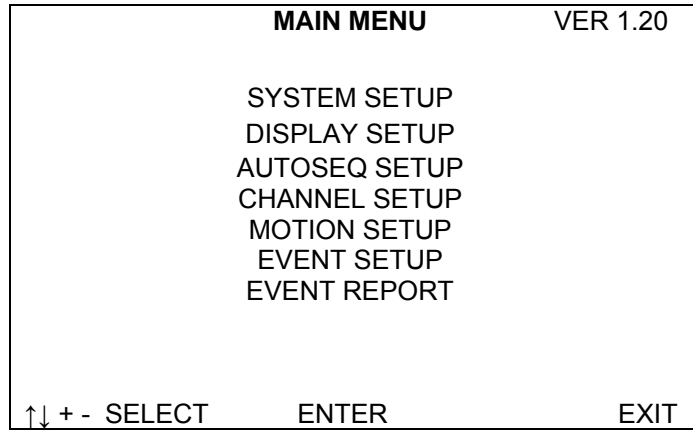 MAIN MENU VER 1.20
SYSTEM SETUP
DISPLAY SETUP
AUTOSEQ SETUP
CHANNEL SETUP
MOTION SETUP
EVENT SETUP
EVENT REPORT
↑↓ + - SELECT ENTER EXIT